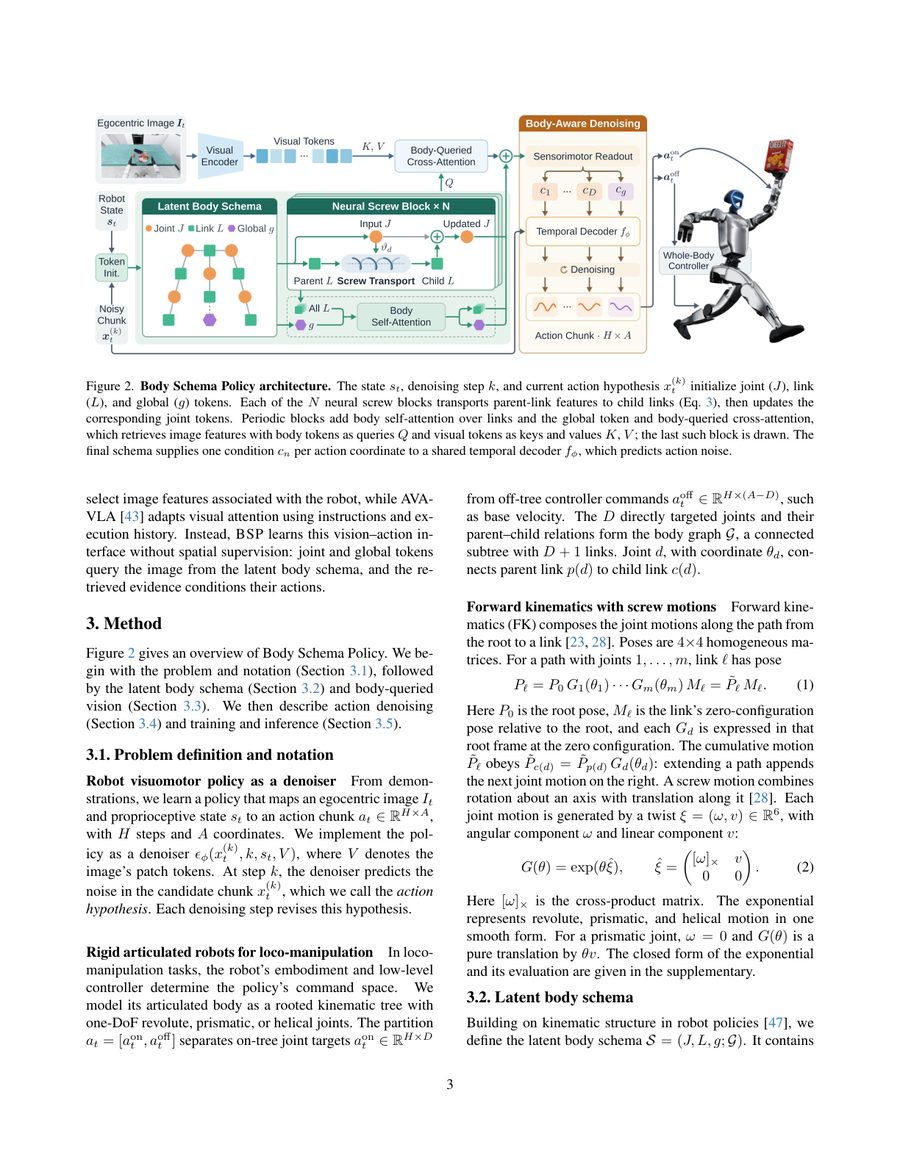 Egocentric Image I_t
Visual
Encoder
Visual Tokens
...
K, V
Body-Queried
Cross-Attention
Q
Robot
State
s_t
Token
Init.
Noisy
Chunk
x_t^{(k)}
Latent Body Schema
Joint J Link L Global g
Neural Screw Block × N
Input J
Updated J
ϑ_d
Parent L Screw Transport Child L
All L
g
Body
Self-Attention
Body-Aware Denoising
Sensorimotor Readout
c_1 ... c_D c_g
Temporal Decoder f_ϕ
Denoising
...
Action Chunk · H × A
a_t^{on}
a_t^{off}
Whole-Body
Controller
Figure 2. Body Schema Policy architecture. The state s_t, denoising step k, and current action hypothesis x_t^{(k)} initialize joint (J), link
(L), and global (g) tokens. Each of the N neural screw blocks transports parent-link features to child links (Eq. 3), then updates the
corresponding joint tokens. Periodic blocks add body self-attention over links and the global token and body-queried cross-attention,
which retrieves image features with body tokens as queries Q and visual tokens as keys and values K, V; the last such block is drawn. The
final schema supplies one condition c_n per action coordinate to a shared temporal decoder f_ϕ, which predicts action noise.
select image features associated with the robot, while AVA-
VLA [43] adapts visual attention using instructions and ex-
ecution history. Instead, BSP learns this vision–action in-
terface without spatial supervision: joint and global tokens
query the image from the latent body schema, and the re-
trieved evidence conditions their actions.
3. Method
Figure 2 gives an overview of Body Schema Policy. We be-
gin with the problem and notation (Section 3.1), followed
by the latent body schema (Section 3.2) and body-queried
vision (Section 3.3). We then describe action denoising
(Section 3.4) and training and inference (Section 3.5).
3.1. Problem definition and notation
Robot visuomotor policy as a denoiser From demon-
strations, we learn a policy that maps an egocentric image I_t
and proprioceptive state s_t to an action chunk a_t ∈ ℝ^{H×A},
with H steps and A coordinates. We implement the pol-
icy as a denoiser ϵ_ϕ(x_t^{(k)}, k, s_t, V), where V denotes the
image's patch tokens. At step k, the denoiser predicts the
noise in the candidate chunk x_t^{(k)}, which we call the action
hypothesis. Each denoising step revises this hypothesis.
Rigid articulated robots for loco-manipulation In loco-
manipulation tasks, the robot's embodiment and low-level
controller determine the policy's command space. We
model its articulated body as a rooted kinematic tree with
one-DoF revolute, prismatic, or helical joints. The partition
a_t = [a_t^{on}, a_t^{off}] separates on-tree joint targets a_t^{on} ∈ ℝ^{H×D}
from off-tree controller commands a_t^{off} ∈ ℝ^{H×(A−D)}, such
as base velocity. The D directly targeted joints and their
parent–child relations form the body graph 𝒢, a connected
subtree with D + 1 links. Joint d, with coordinate θ_d, con-
nects parent link p(d) to child link c(d).
Forward kinematics with screw motions Forward kine-
matics (FK) composes the joint motions along the path from
the root to a link [23, 28]. Poses are 4×4 homogeneous ma-
trices. For a path with joints 1, . . . , m, link ℓ has pose
P_ℓ = P_0 G_1(θ_1) · · · G_m(θ_m) M_ℓ = P̃_ℓ M_ℓ. (1)
Here P_0 is the root pose, M_ℓ is the link's zero-configuration
pose relative to the root, and each G_d is expressed in that
root frame at the zero configuration. The cumulative motion
P̃_ℓ obeys P̃_{c(d)} = P̃_{p(d)} G_d(θ_d): extending a path appends
the next joint motion on the right. A screw motion combines
rotation about an axis with translation along it [28]. Each
joint motion is generated by a twist ξ = (ω, v) ∈ ℝ^6, with
angular component ω and linear component v:
G(θ) = exp(θξ̂), ξ̂ = ([ω]_× v
0 0). (2)
Here [ω]_× is the cross-product matrix. The exponential
represents revolute, prismatic, and helical motion in one
smooth form. For a prismatic joint, ω = 0 and G(θ) is a
pure translation by θv. The closed form of the exponential
and its evaluation are given in the supplementary.
3.2. Latent body schema
Building on kinematic structure in robot policies [47], we
define the latent body schema 𝒮 = (J, L, g; 𝒢). It contains
3